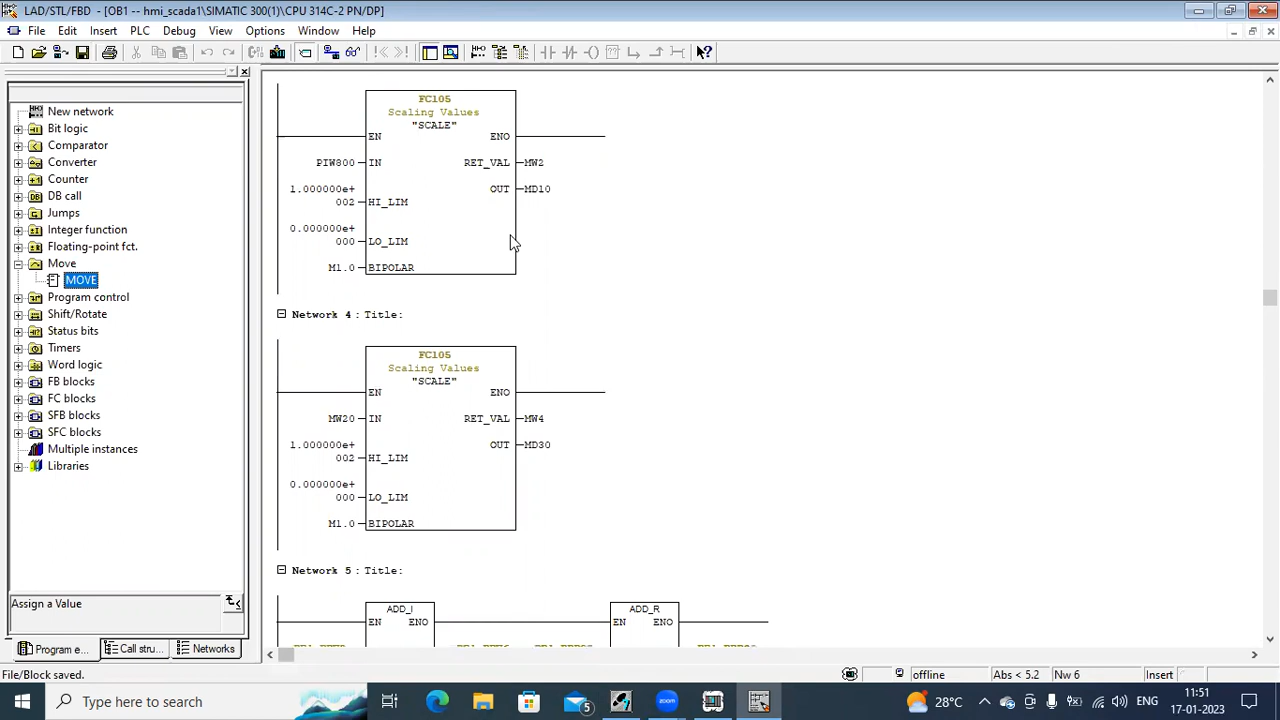 LAD/STL/FBD - [OB1 -- hmi_scada1\SIMATIC 300(1)\CPU 314C-2 PN/DP]
File Edit Insert PLC Debug View Options Window Help
New network
Bit logic
Comparator
Converter
Counter
DB call
Jumps
Integer function
Floating-point fct.
Move
MOVE
Program control
Shift/Rotate
Status bits
Timers
Word logic
FB blocks
FC blocks
SFB blocks
SFC blocks
Multiple instances
Libraries
Assign a Value
Program e... Call stru... Networks
FC105
Scaling Values
"SCALE"
EN ENO
PIW800 IN RET_VAL MW2
1.000000e+ OUT MD10
002 HI_LIM
0.000000e+
000 LO_LIM
M1.0 BIPOLAR
Network 4 : Title:
FC105
Scaling Values
"SCALE"
EN ENO
MW20 IN RET_VAL MW4
1.000000e+ OUT MD30
002 HI_LIM
0.000000e+
000 LO_LIM
M1.0 BIPOLAR
Network 5 : Title:
ADD_I ADD_R
EN ENO EN ENO
File/Block saved. offline Abs < 5.2 Nw 6 Insert
Type here to search 5 zoom 28°C ENG 11:51
17-01-2023